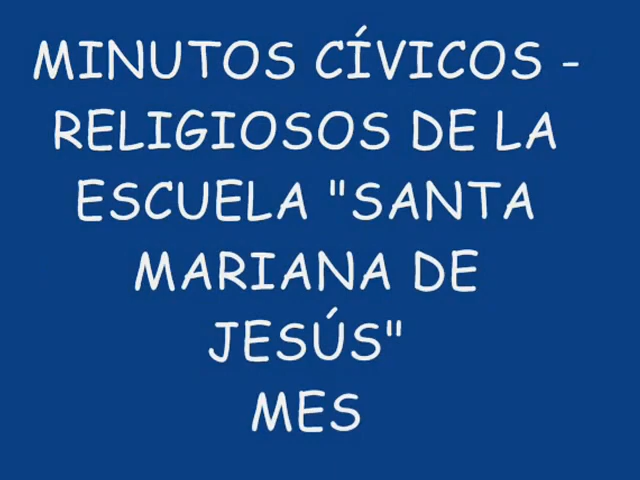 MINUTOS CÍVICOS -
RELIGIOSOS DE LA
ESCUELA "SANTA
MARIANA DE
JESÚS"
MES